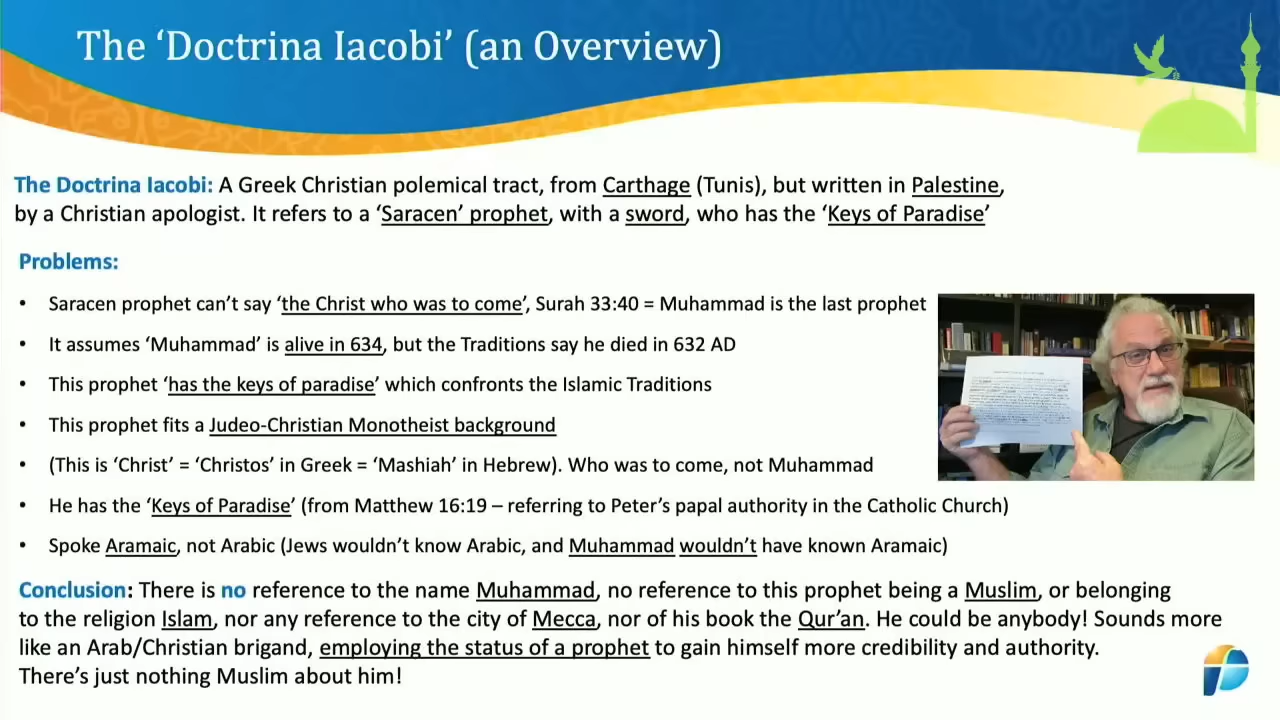 The ‘Doctrina Iacobi’ (an Overview)
The Doctrina Iacobi: A Greek Christian polemical tract, from Carthage (Tunis), but written in Palestine,
by a Christian apologist. It refers to a ‘Saracen’ prophet, with a sword, who has the ‘Keys of Paradise’
Problems:
• Saracen prophet can’t say ‘the Christ who was to come’, Surah 33:40 = Muhammad is the last prophet
• It assumes ‘Muhammad’ is alive in 634, but the Traditions say he died in 632 AD
• This prophet ‘has the keys of paradise’ which confronts the Islamic Traditions
• This prophet fits a Judeo-Christian Monotheist background
• (This is ‘Christ’ = ‘Christos’ in Greek = ‘Mashiah’ in Hebrew). Who was to come, not Muhammad
• He has the ‘Keys of Paradise’ (from Matthew 16:19 – referring to Peter’s papal authority in the Catholic Church)
• Spoke Aramaic, not Arabic (Jews wouldn’t know Arabic, and Muhammad wouldn’t have known Aramaic)
Conclusion: There is no reference to the name Muhammad, no reference to this prophet being a Muslim, or belonging
to the religion Islam, nor any reference to the city of Mecca, nor of his book the Qur’an. He could be anybody! Sounds more
like an Arab/Christian brigand, employing the status of a prophet to gain himself more credibility and authority.
There’s just nothing Muslim about him!